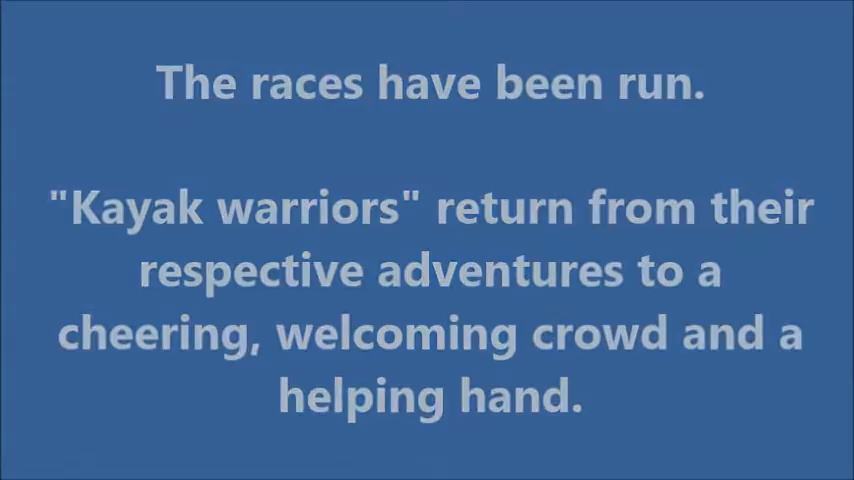 The races have been run.
"Kayak warriors" return from their
respective adventures to a
cheering, welcoming crowd and a
helping hand.